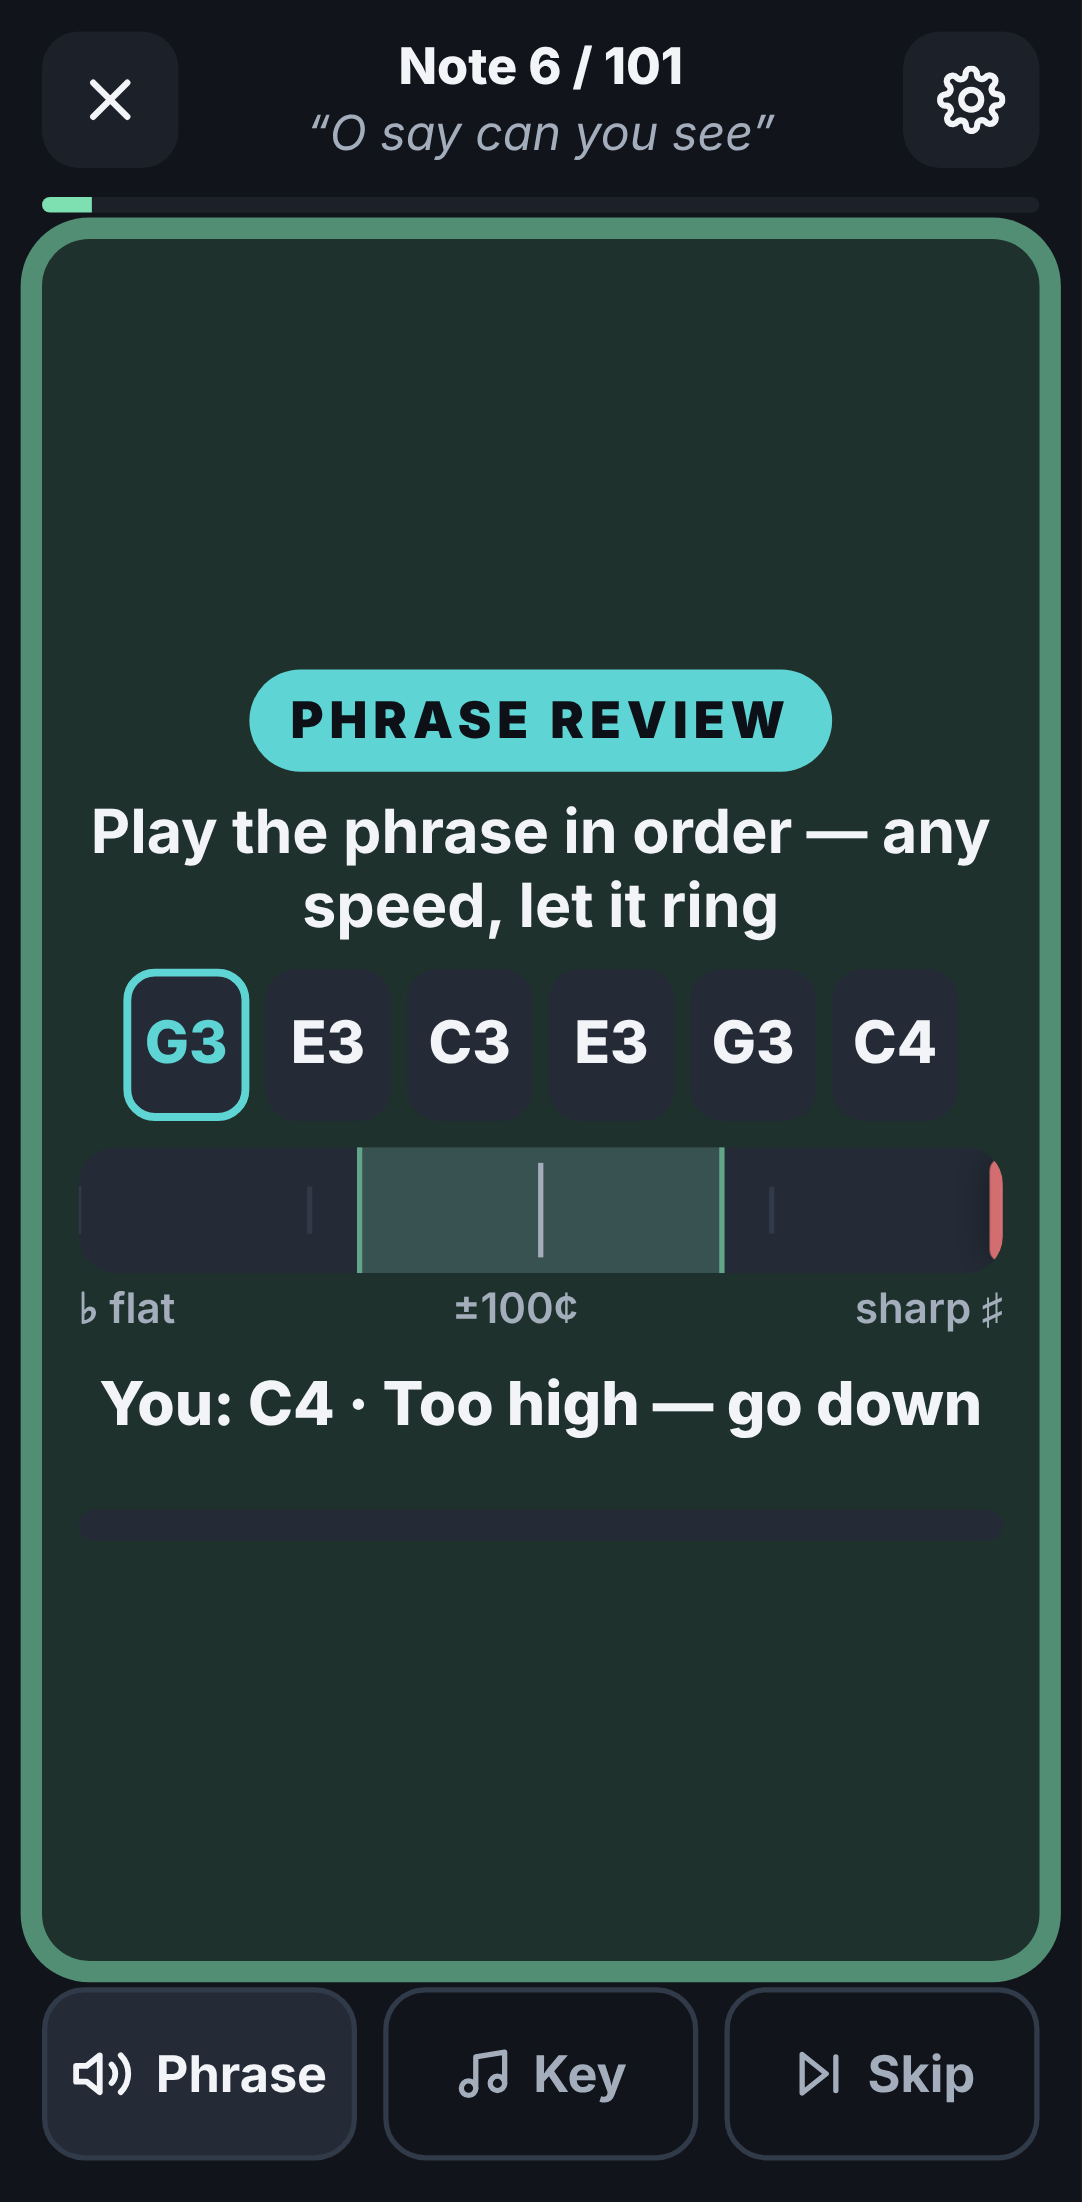 Note 6 / 101
“O say can you see”
PHRASE REVIEW
Play the phrase in order — any
speed, let it ring
G3 E3 C3 E3 G3 C4
♭ flat ±100¢ sharp ♯
You: C4 · Too high — go down
Phrase Key Skip